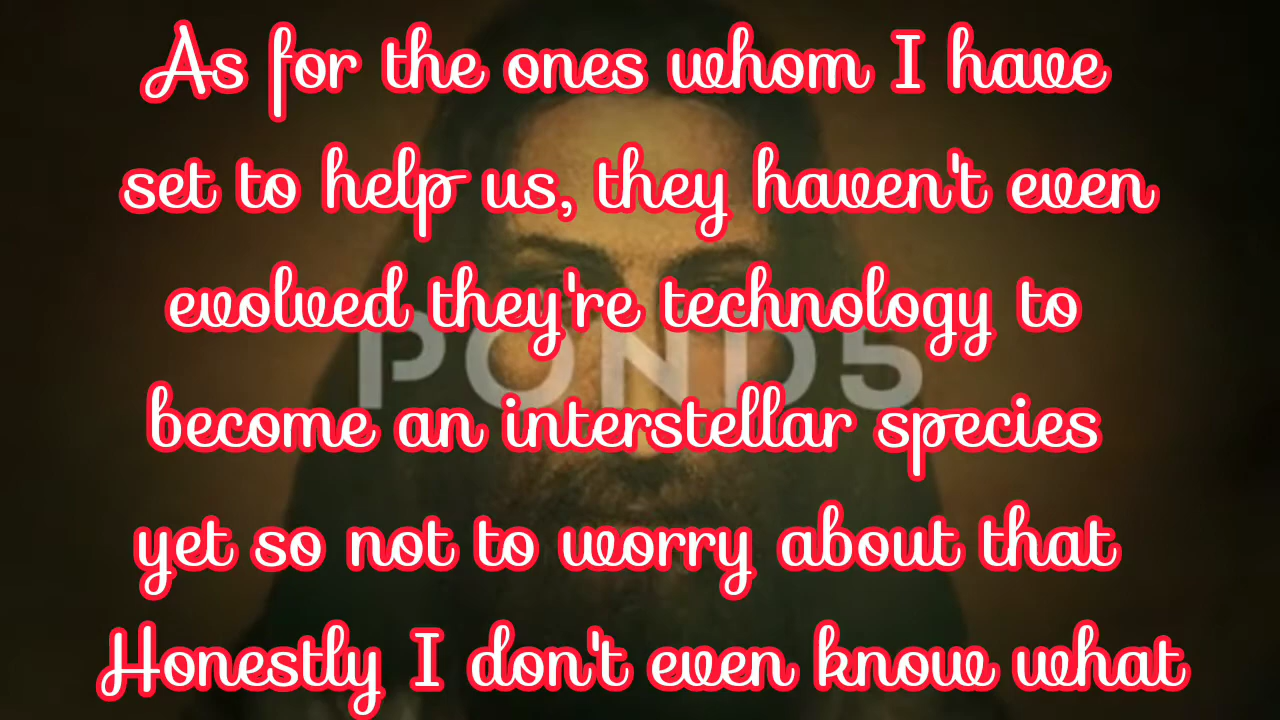 As for the ones whom I have
set to help us, they haven't even
evolved they're technology to
POND5
become an interstellar species
yet so not to worry about that
Honestly I don't even know what